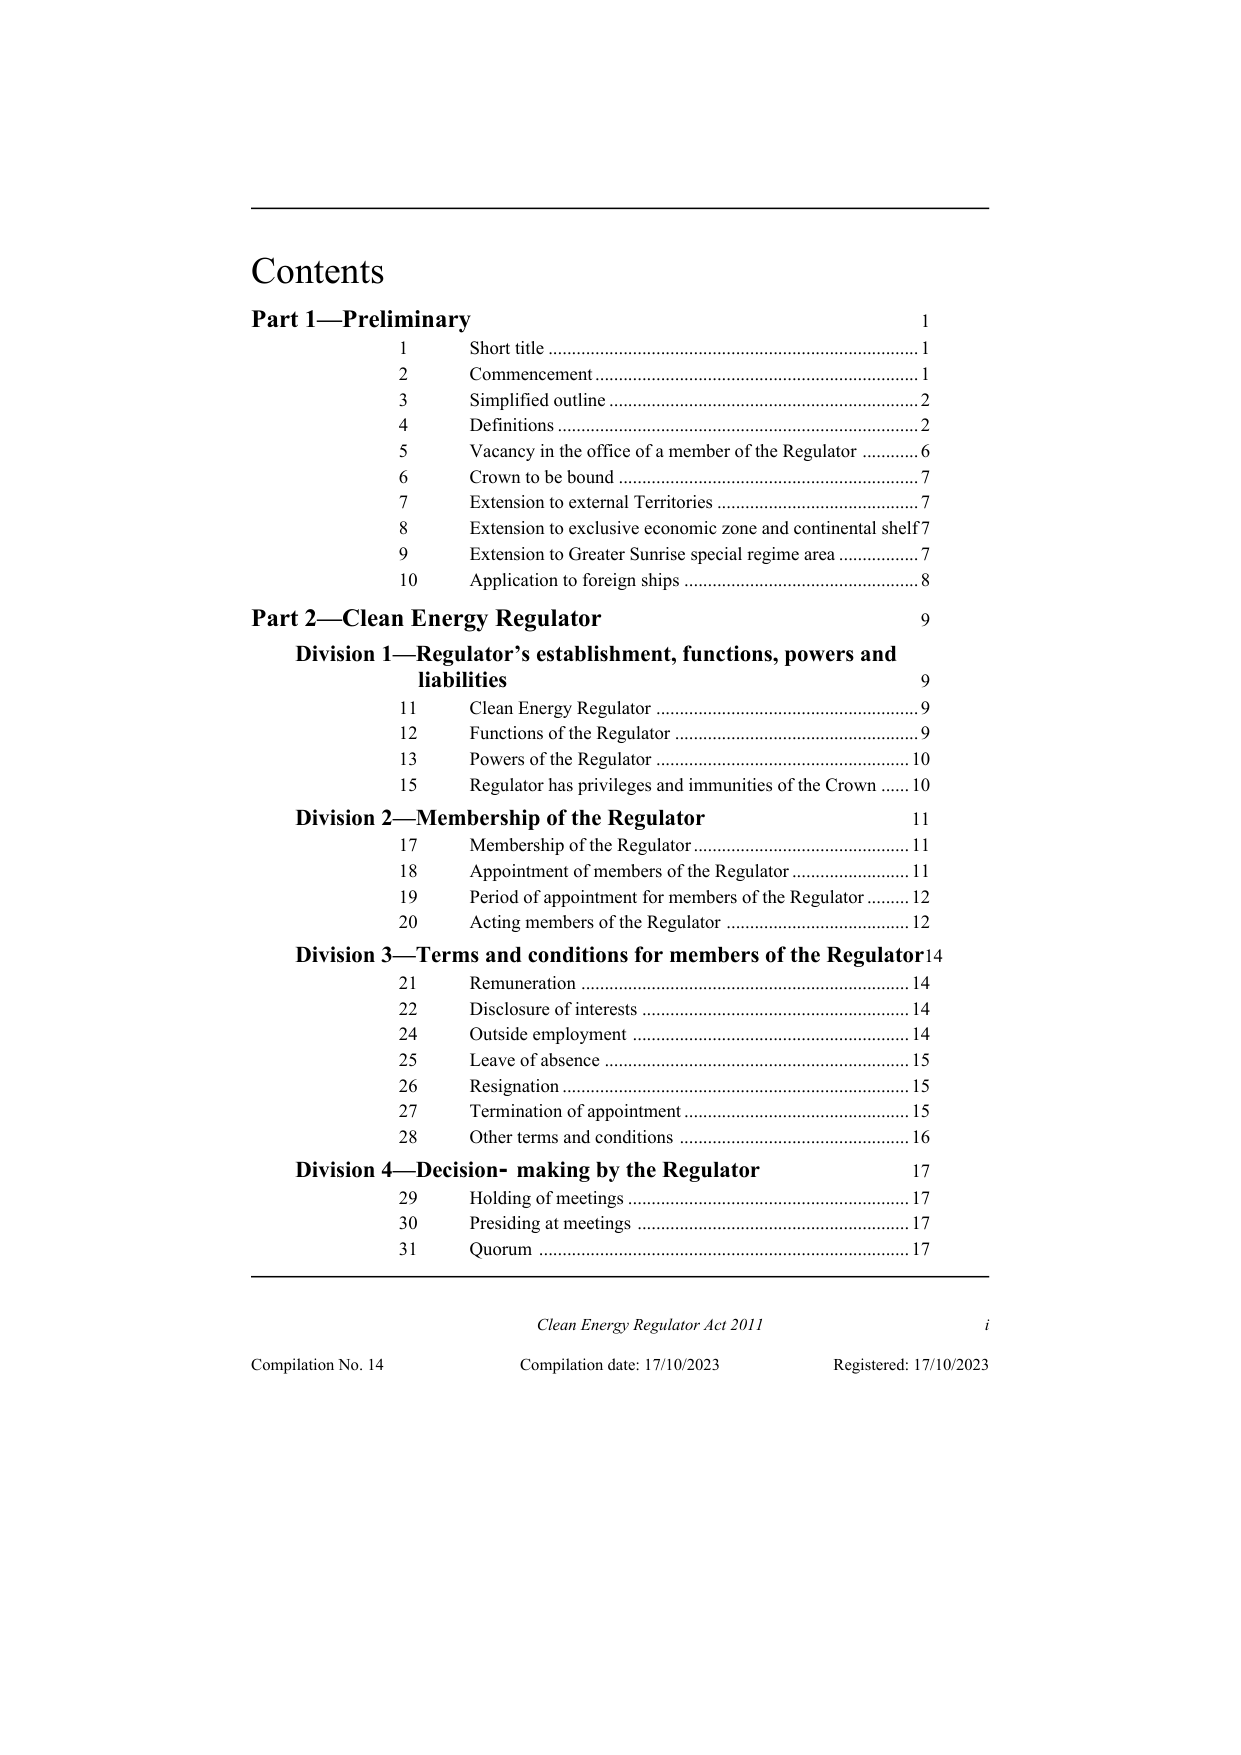 Contents
Part 1—Preliminary 1
1 Short title ............................................................................... 1
2 Commencement ..................................................................... 1
3 Simplified outline .................................................................. 2
4 Definitions ............................................................................. 2
5 Vacancy in the office of a member of the Regulator ............ 6
6 Crown to be bound ................................................................ 7
7 Extension to external Territories ........................................... 7
8 Extension to exclusive economic zone and continental shelf 7
9 Extension to Greater Sunrise special regime area ................. 7
10 Application to foreign ships .................................................. 8
Part 2—Clean Energy Regulator 9
Division 1—Regulator’s establishment, functions, powers and
liabilities 9
11 Clean Energy Regulator ........................................................ 9
12 Functions of the Regulator .................................................... 9
13 Powers of the Regulator ...................................................... 10
15 Regulator has privileges and immunities of the Crown ...... 10
Division 2—Membership of the Regulator 11
17 Membership of the Regulator .............................................. 11
18 Appointment of members of the Regulator ......................... 11
19 Period of appointment for members of the Regulator ......... 12
20 Acting members of the Regulator ....................................... 12
Division 3—Terms and conditions for members of the Regulator14
21 Remuneration ...................................................................... 14
22 Disclosure of interests ......................................................... 14
24 Outside employment ........................................................... 14
25 Leave of absence ................................................................. 15
26 Resignation .......................................................................... 15
27 Termination of appointment ................................................ 15
28 Other terms and conditions ................................................. 16
Division 4—Decision- making by the Regulator 17
29 Holding of meetings ............................................................ 17
30 Presiding at meetings .......................................................... 17
31 Quorum ............................................................................... 17
Clean Energy Regulator Act 2011 i
Compilation No. 14 Compilation date: 17/10/2023 Registered: 17/10/2023